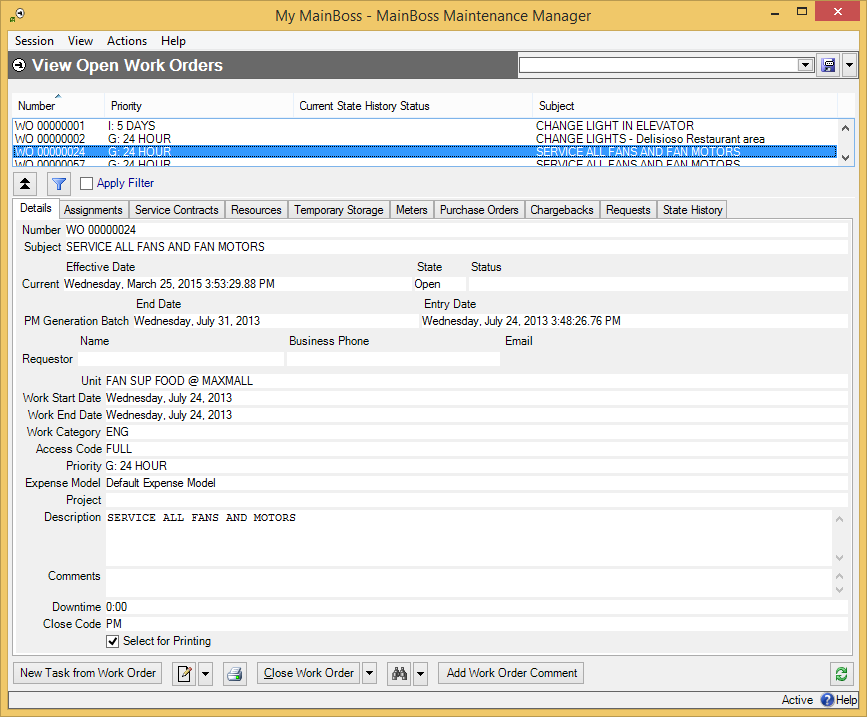 My MainBoss - MainBoss Maintenance Manager
Session View Actions Help
View Open Work Orders
Number Priority Current State History Status Subject
WO 00000001 I: 5 DAYS CHANGE LIGHT IN ELEVATOR
WO 00000002 G: 24 HOUR CHANGE LIGHTS - Delisioso Restaurant area
WO 00000024 G: 24 HOUR SERVICE ALL FANS AND FAN MOTORS
WO 00000057 G: 24 HOUR SERVICE ALL FANS AND FAN MOTORS
Apply Filter
Details Assignments Service Contracts Resources Temporary Storage Meters Purchase Orders Chargebacks Requests State History
Number WO 00000024
Subject SERVICE ALL FANS AND FAN MOTORS
Effective Date State Status
Current Wednesday, March 25, 2015 3:53:29.88 PM Open
End Date Entry Date
PM Generation Batch Wednesday, July 31, 2013 Wednesday, July 24, 2013 3:48:26.76 PM
Name Business Phone Email
Requestor
Unit FAN SUP FOOD @ MAXMALL
Work Start Date Wednesday, July 24, 2013
Work End Date Wednesday, July 24, 2013
Work Category ENG
Access Code FULL
Priority G: 24 HOUR
Expense Model Default Expense Model
Project
Description SERVICE ALL FANS AND MOTORS
Comments
Downtime 0:00
Close Code PM
Select for Printing
New Task from Work Order Close Work Order Add Work Order Comment
Active Help